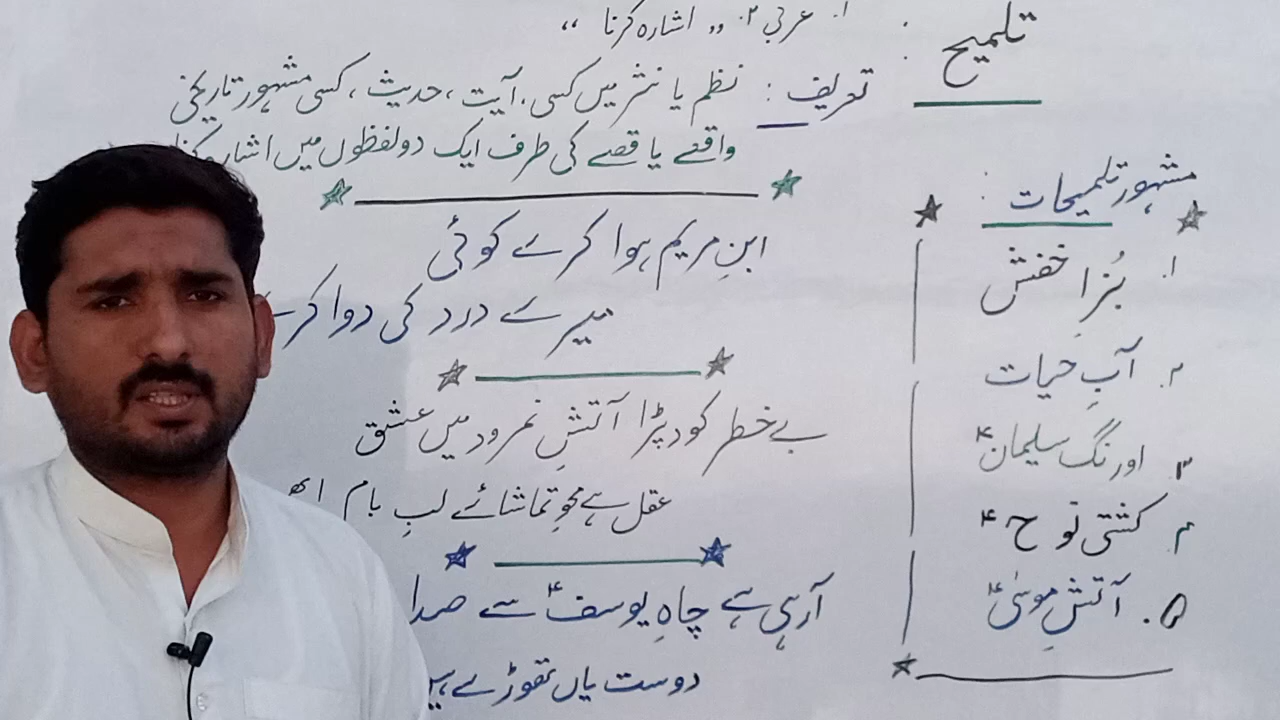 تلمیح : ۱۔ عربی ۲۔ ,, اشارہ کرنا ‘‘
تعریف : نظم یا نثر میں کسی آیت ، حدیث ، کسی مشہور تاریخی
واقعے یا قصے کی طرف ایک دو لفظوں میں اشارہ کرنا
ابنِ مریم ہوا کرے کوئی
میرے درد کی دوا کرے
بے خطر کود پڑا آتشِ نمرود میں عشق
عقل ہے محوِ تماشائے لبِ بام
آ رہی ہے چاہِ یوسفؑ سے صدا
دوست یاں تھوڑے ہیں
مشہور تلمیحات :
۱۔ بُزِ اخفش
۲۔ آبِ حیات
۳۔ اورنگ سلیمانؑ
۴۔ کشتی نوحؑ
۵۔ آتشِ موسیٰؑ